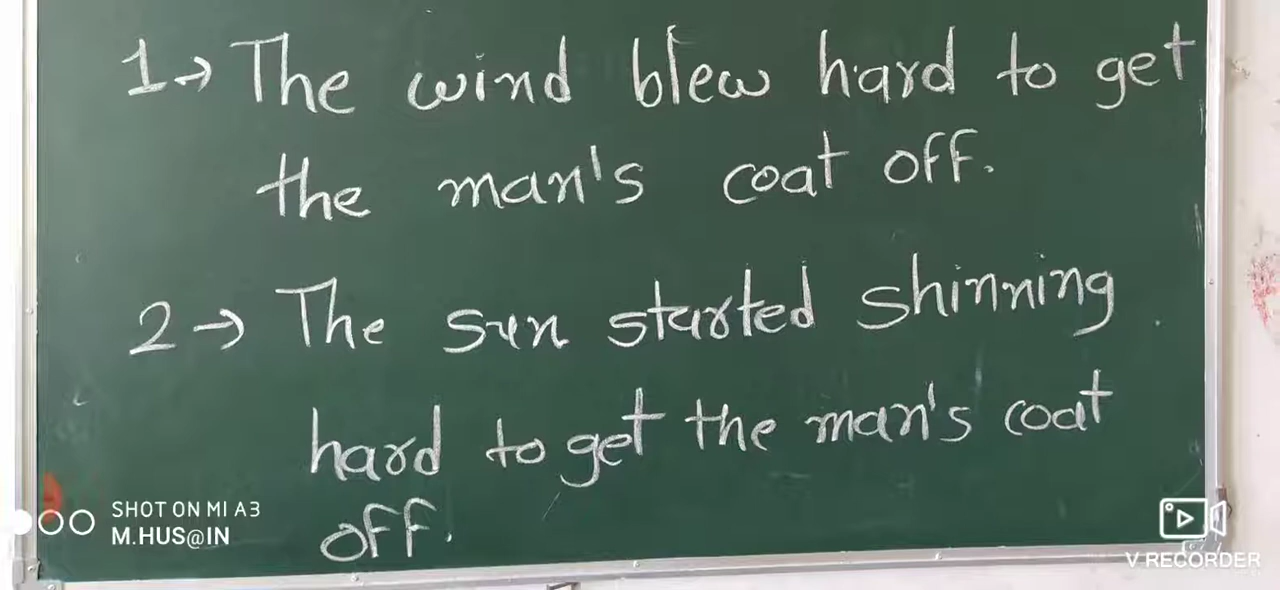 1→ The wind blew hard to get
the man's coat off.
2→ The sun started shinning
hard to get the man's coat
off.
SHOT ON MI A3
M.HUS@IN
V RECORDER